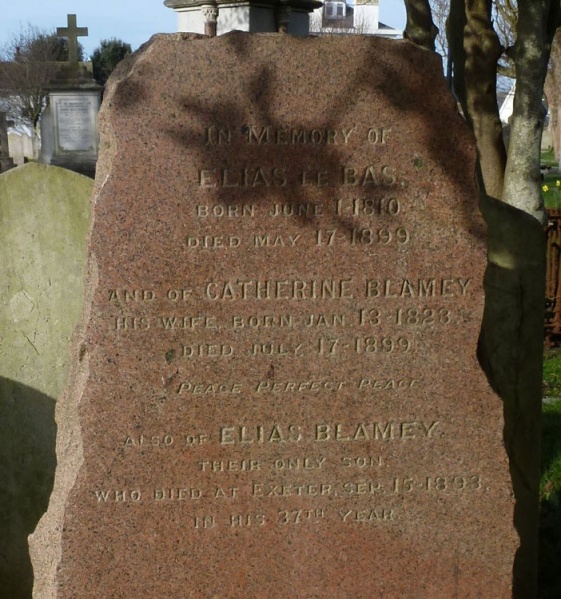 IN MEMORY OF
ELIAS LE BAS.
BORN JUNE 1-1810
DIED MAY 17-1899
AND OF CATHERINE BLAMEY
HIS WIFE, BORN JAN 13-1823.
DIED JULY 17-1899.
PEACE PERFECT PEACE
ALSO OF ELIAS BLAMEY.
THEIR ONLY SON
WHO DIED AT EXETER, SEP. 15-1893.
IN HIS 37TH YEAR.